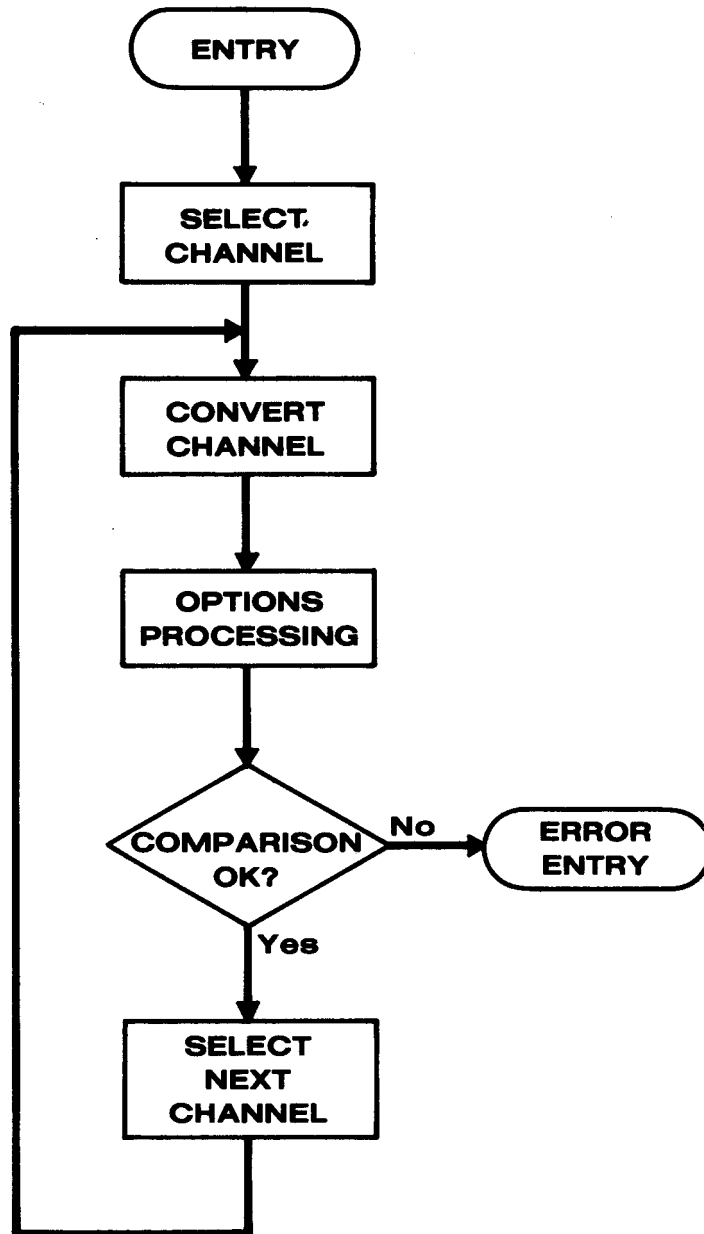 ENTRY
SELECT
CHANNEL
CONVERT
CHANNEL
OPTIONS
PROCESSING
COMPARISON
OK?
No
ERROR
ENTRY
Yes
SELECT
NEXT
CHANNEL